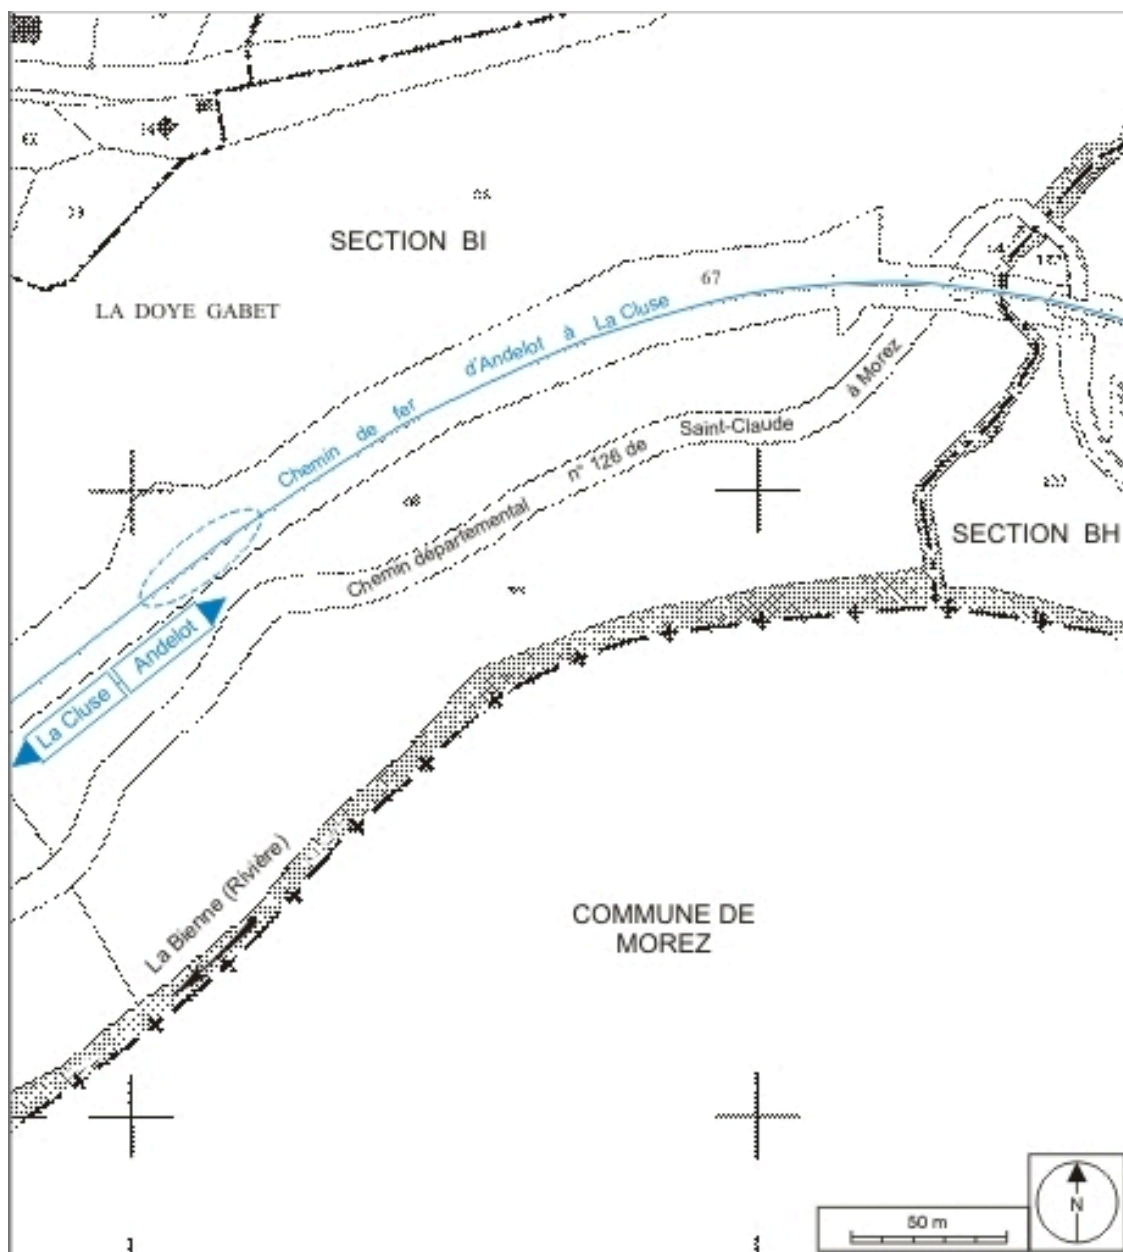 SECTION BI
LA DOYE GABET
67
Chemin de fer d'Andelot à La Cluse
Chemin départemental n° 126 de Saint-Claude à Morez
SECTION BH
La Cluse
Andelot
La Bienne (Rivière)
COMMUNE DE
MOREZ
50 m
N